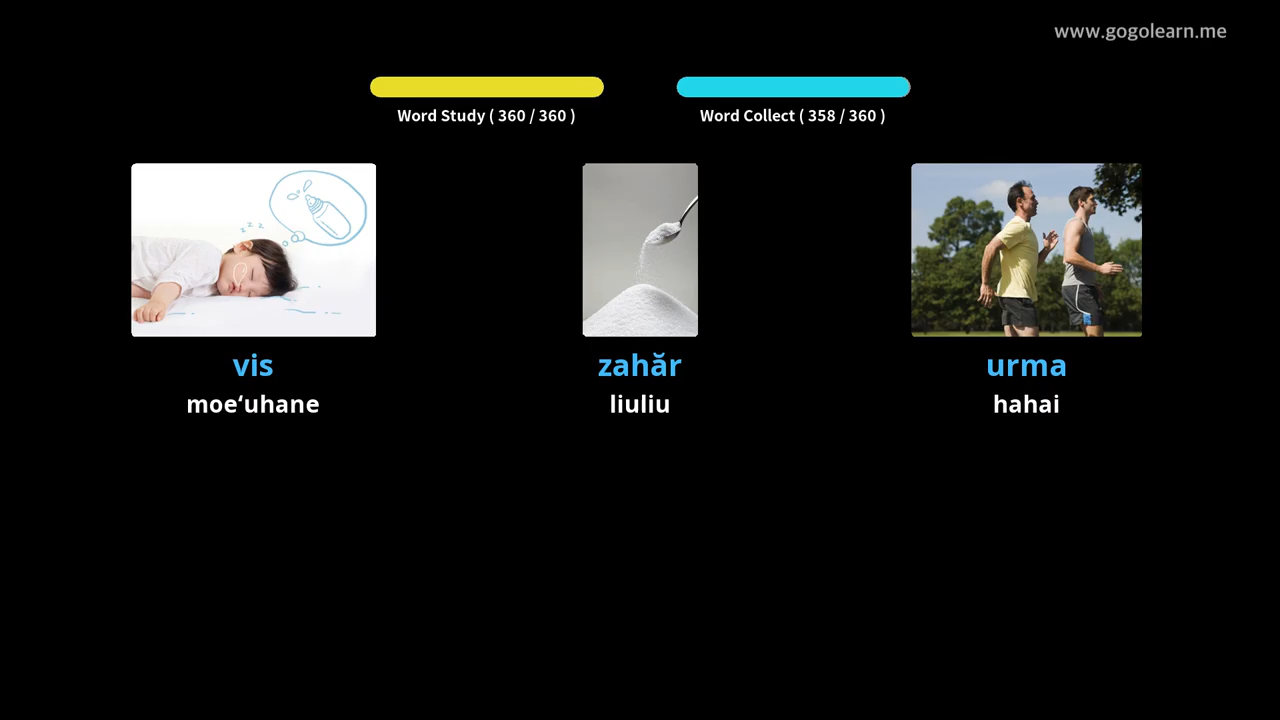 www.gogolearn.me
Word Study ( 360 / 360 )
Word Collect ( 358 / 360 )
z z z z
vis
zahăr
urma
moeʻuhane
liuliu
hahai